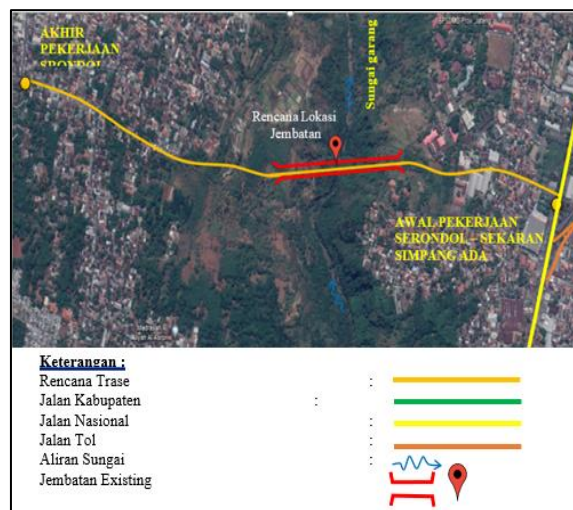 AKHIR
PEKERJAAN
SRONDOL
Sungai garang
Rencana Lokasi
Jembatan
AWAL PEKERJAAN
SERONDOL – SEKARAN
SIMPANG ADA
Keterangan :
Rencana Trase :
Jalan Kabupaten :
Jalan Nasional :
Jalan Tol :
Aliran Sungai :
Jembatan Existing